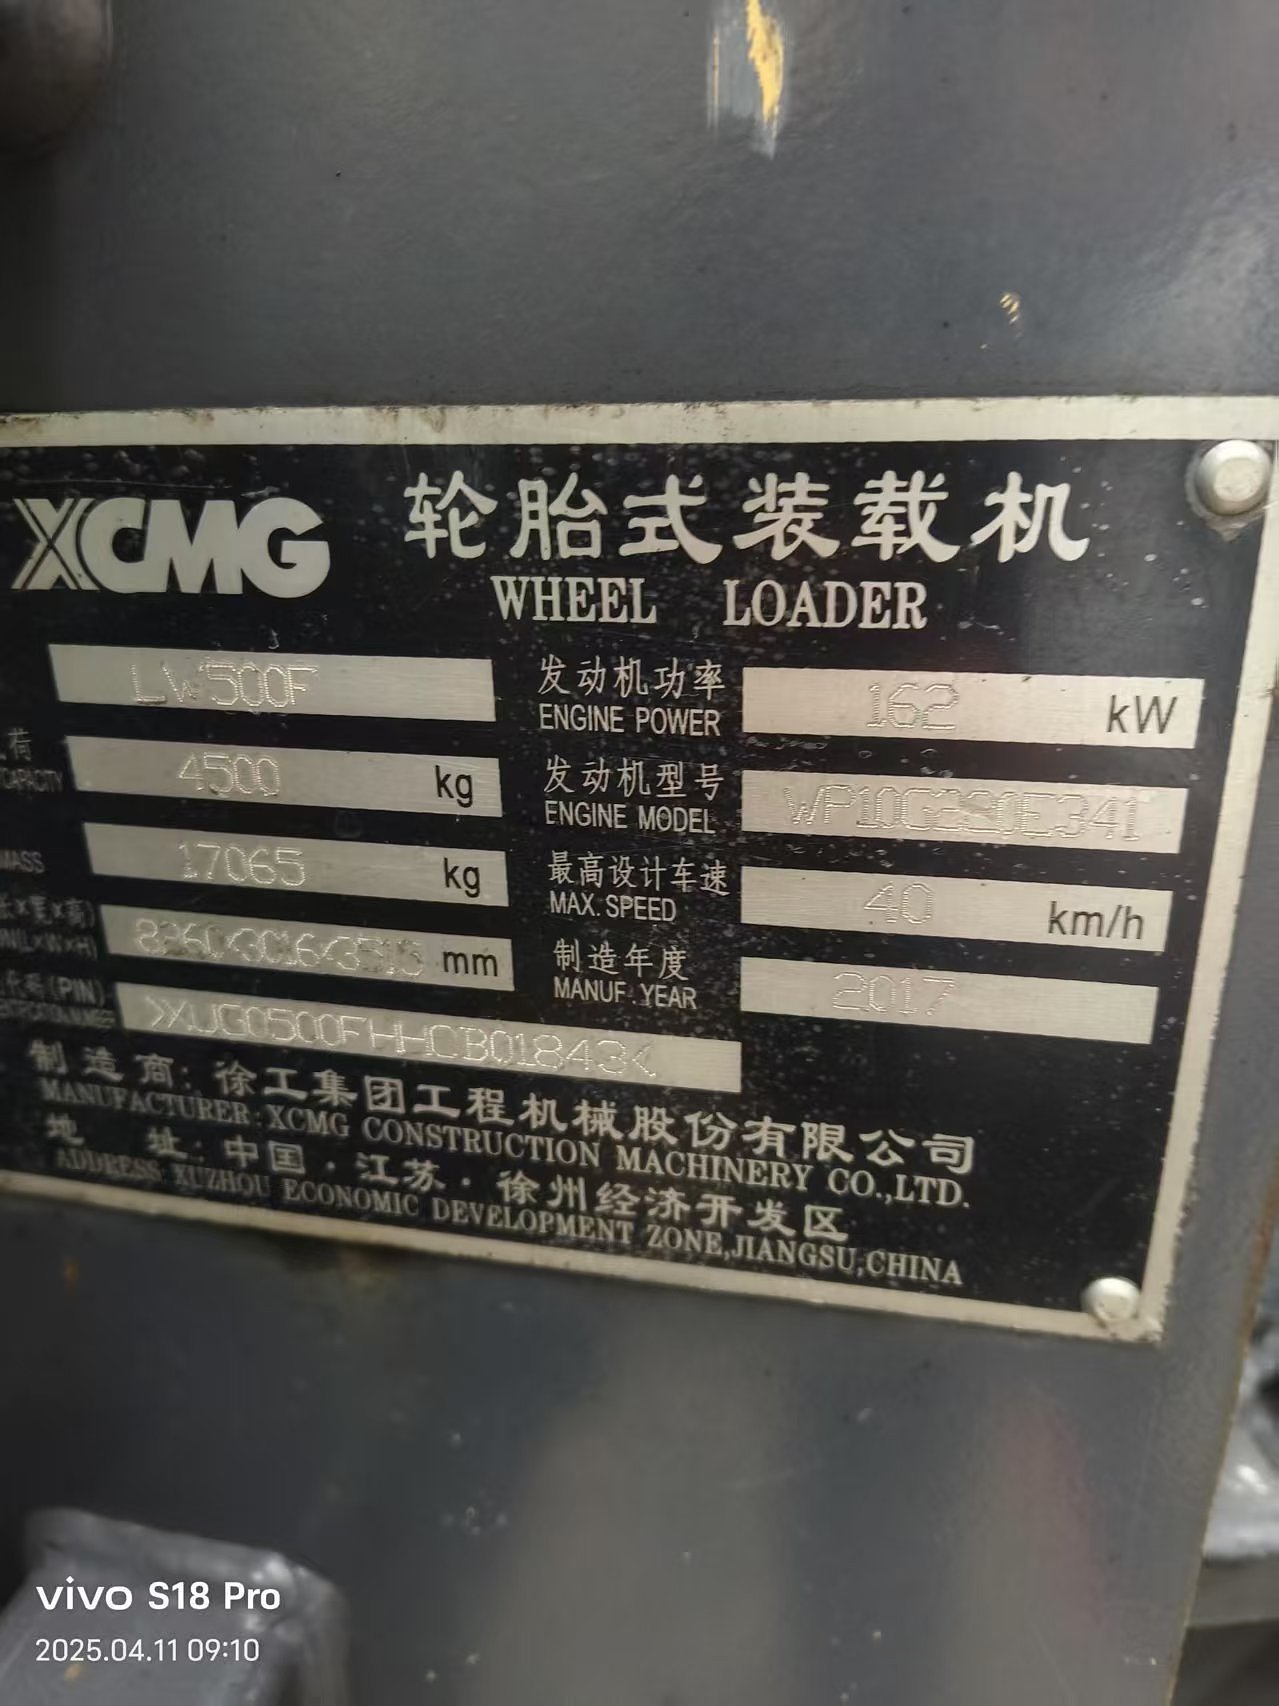 XCMG 轮胎式装载机
WHEEL LOADER
LW500F
发动机功率
ENGINE POWER
162 kW
荷
CAPACITY
4500 kg
发动机型号
ENGINE MODEL
MASS
17065 kg
最高设计车速
MAX. SPEED
40 km/h
mm
制造年度
MANUF. YEAR
2017
(PIN)
>XUG0500FHHCB01843<
制造商:徐工集团工程机械股份有限公司
MANUFACTURER:XCMG CONSTRUCTION MACHINERY CO.,LTD.
地 址:中国·江苏·徐州经济开发区
ADDRESS XUZHOU ECONOMIC DEVELOPMENT ZONE,JIANGSU,CHINA
vivo S18 Pro
2025.04.11 09:10